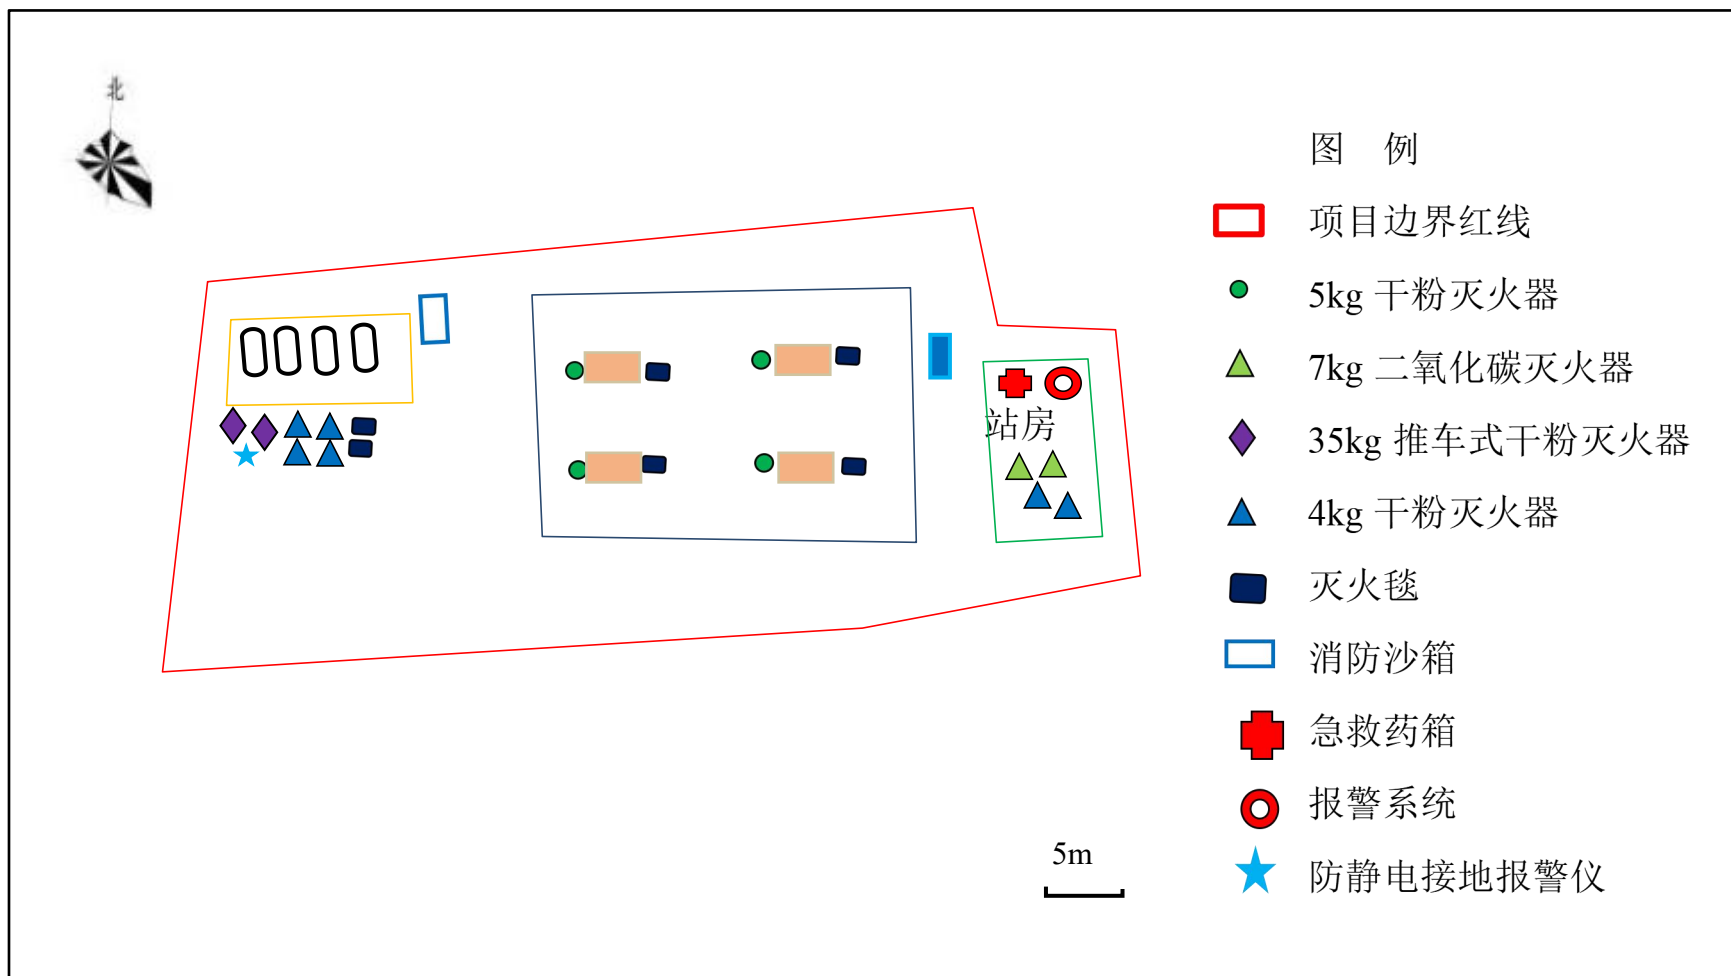 北
图 例
项目边界红线
5kg 干粉灭火器
7kg 二氧化碳灭火器
35kg 推车式干粉灭火器
4kg 干粉灭火器
灭火毯
消防沙箱
急救药箱
报警系统
防静电接地报警仪
站房
5m